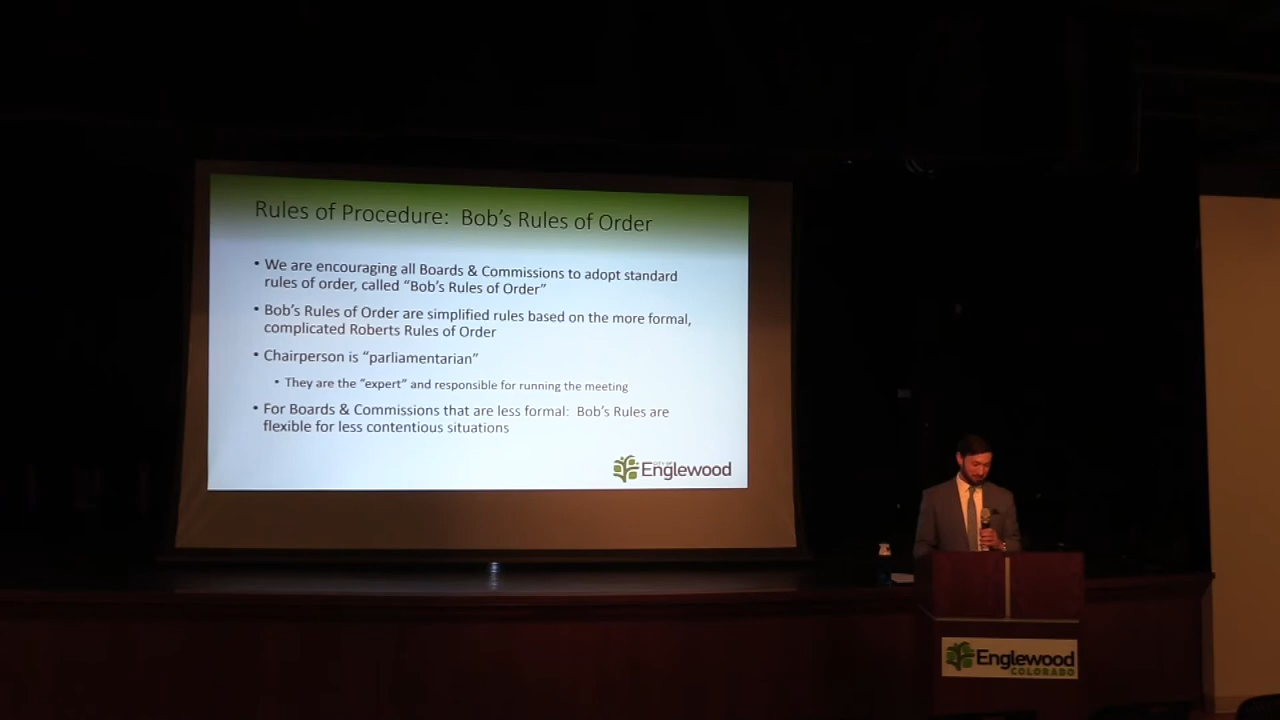 Rules of Procedure: Bob's Rules of Order
• We are encouraging all Boards & Commissions to adopt standard
rules of order, called "Bob's Rules of Order"
• Bob's Rules of Order are simplified rules based on the more formal,
complicated Roberts Rules of Order
• Chairperson is "parliamentarian"
• They are the "expert" and responsible for running the meeting
• For Boards & Commissions that are less formal: Bob's Rules are
flexible for less contentious situations
CITY OF
Englewood
Englewood
COLORADO